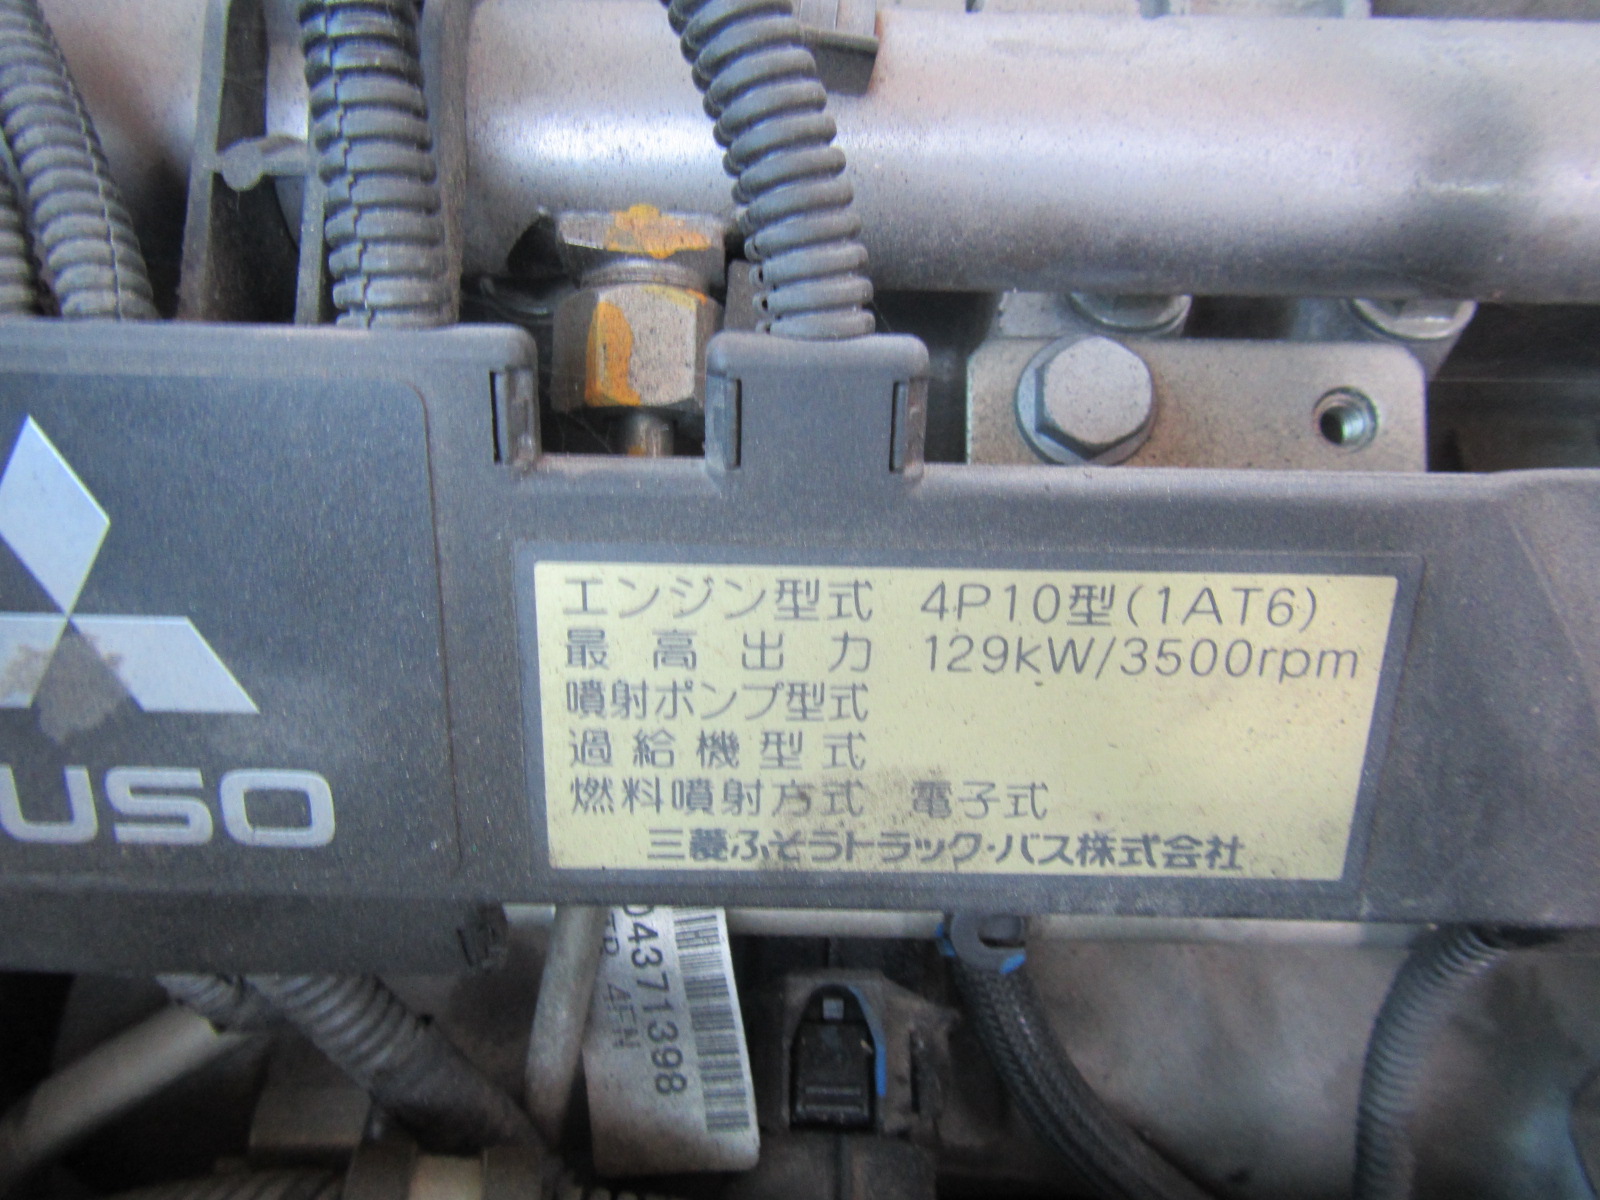 USO
エンジン型式 4P10型(1AT6)
最高出力 129kW/3500rpm
噴射ポンプ型式
過給機型式
燃料噴射方式 電子式
三菱ふそうトラック・バス株式会社
0437 1398